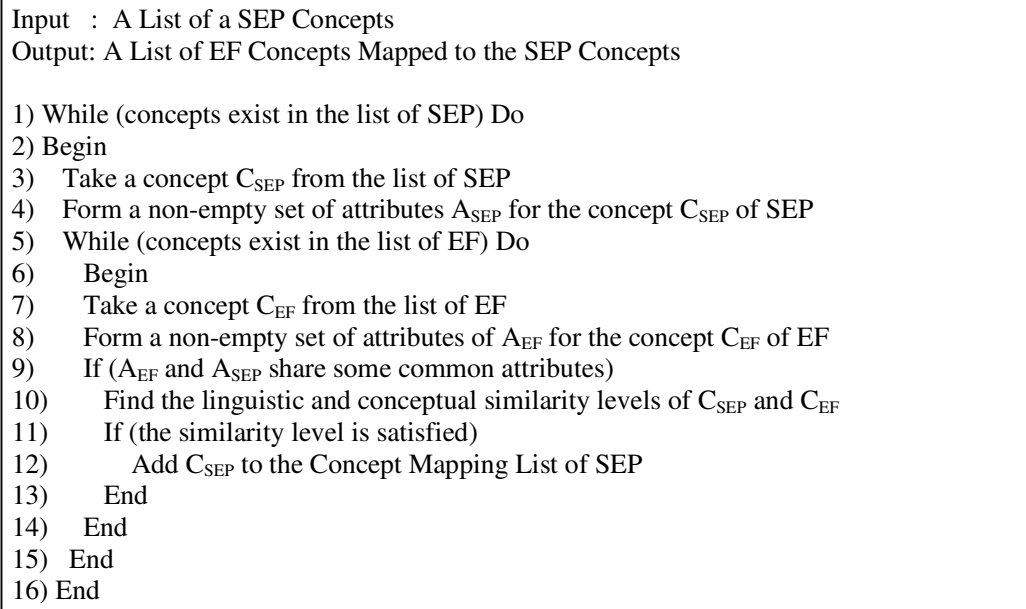 Input : A List of a SEP Concepts
Output: A List of EF Concepts Mapped to the SEP Concepts
1) While (concepts exist in the list of SEP) Do
2) Begin
3) Take a concept CSEP from the list of SEP
4) Form a non-empty set of attributes ASEP for the concept CSEP of SEP
5) While (concepts exist in the list of EF) Do
6) Begin
7) Take a concept CEF from the list of EF
8) Form a non-empty set of attributes of AEF for the concept CEF of EF
9) If (AEF and ASEP share some common attributes)
10) Find the linguistic and conceptual similarity levels of CSEP and CEF
11) If (the similarity level is satisfied)
12) Add CSEP to the Concept Mapping List of SEP
13) End
14) End
15) End
16) End